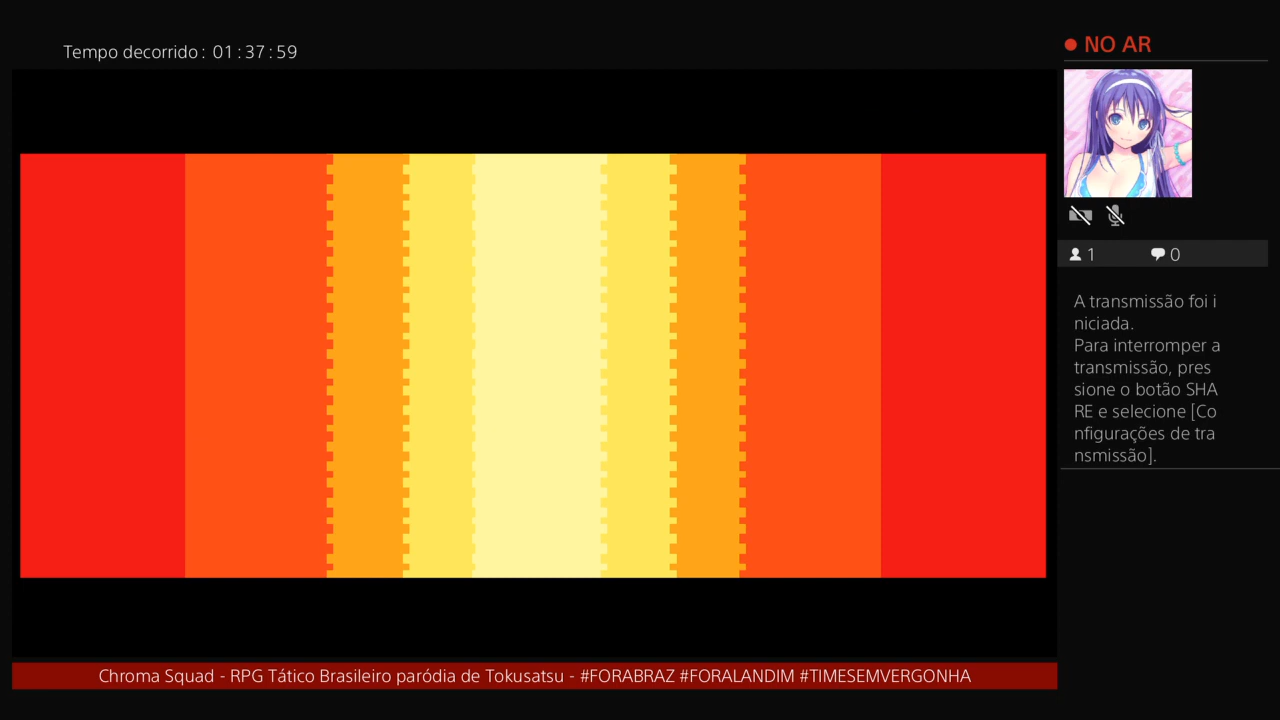 Tempo decorrido: 01:37:59
NO AR
1
0
A transmissão foi i
niciada.
Para interromper a
transmissão, pres
sione o botão SHA
RE e selecione [Co
nfigurações de tra
nsmissão].
Chroma Squad - RPG Tático Brasileiro paródia de Tokusatsu - #FORABRAZ #FORALANDIM #TIMESEMVERGONHA